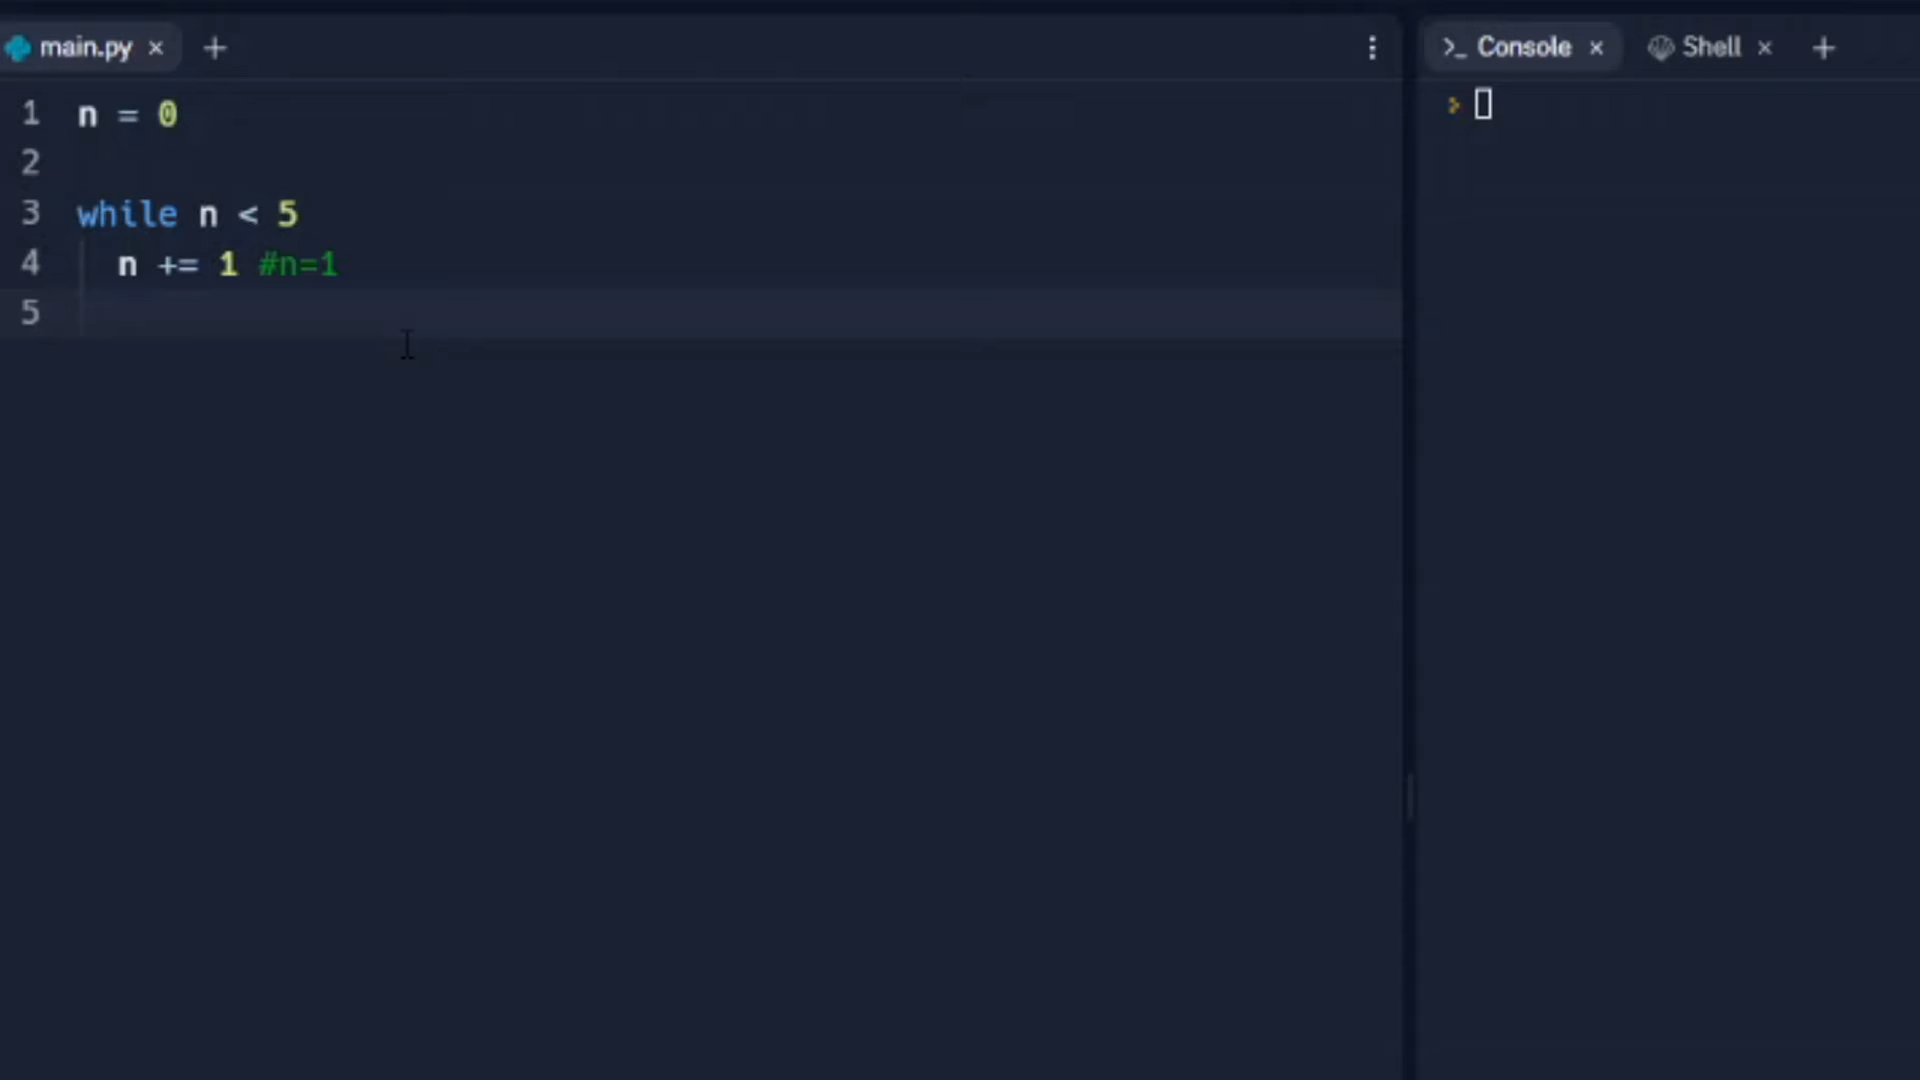 main.py × +
Console × Shell × +
1 n = 0
2
3 while n < 5
4 n += 1 #n=1
5